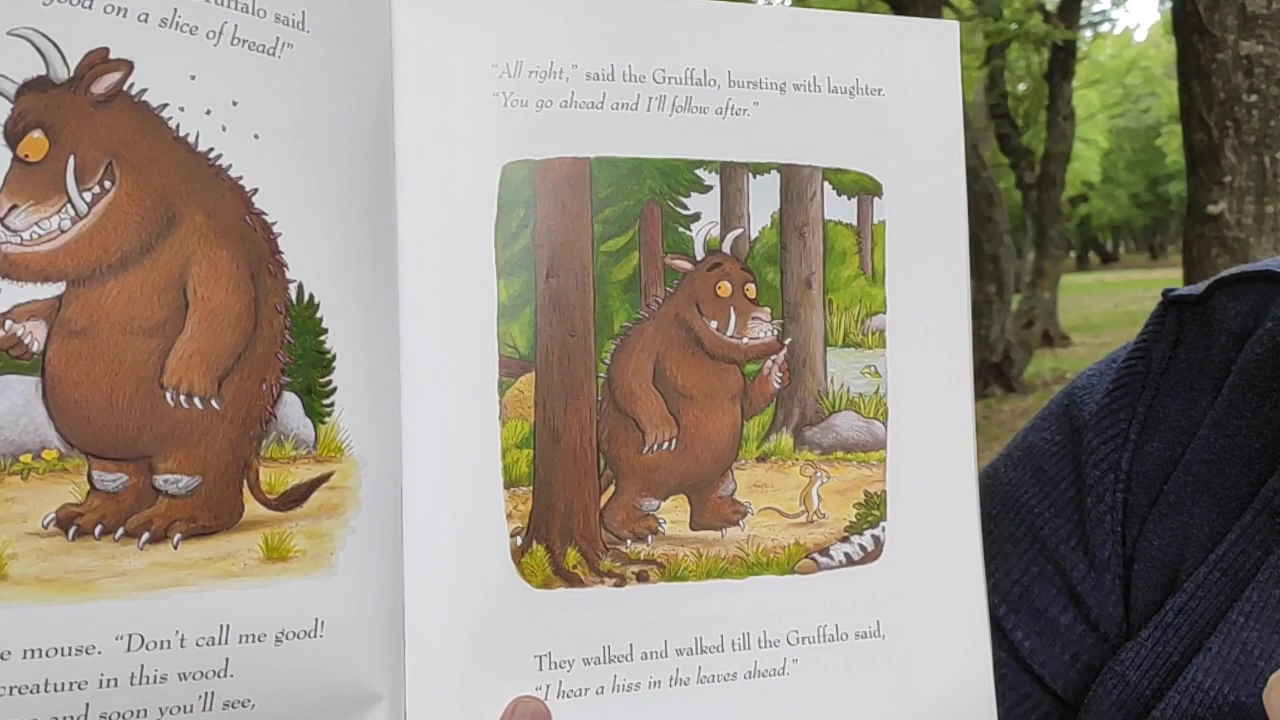 said.
good on a slice of bread!"
e mouse. "Don't call me good!
creature in this wood.
and soon you'll see,
"All right," said the Gruffalo, bursting with laughter.
"You go ahead and I'll follow after."
They walked and walked till the Gruffalo said,
"I hear a hiss in the leaves ahead."